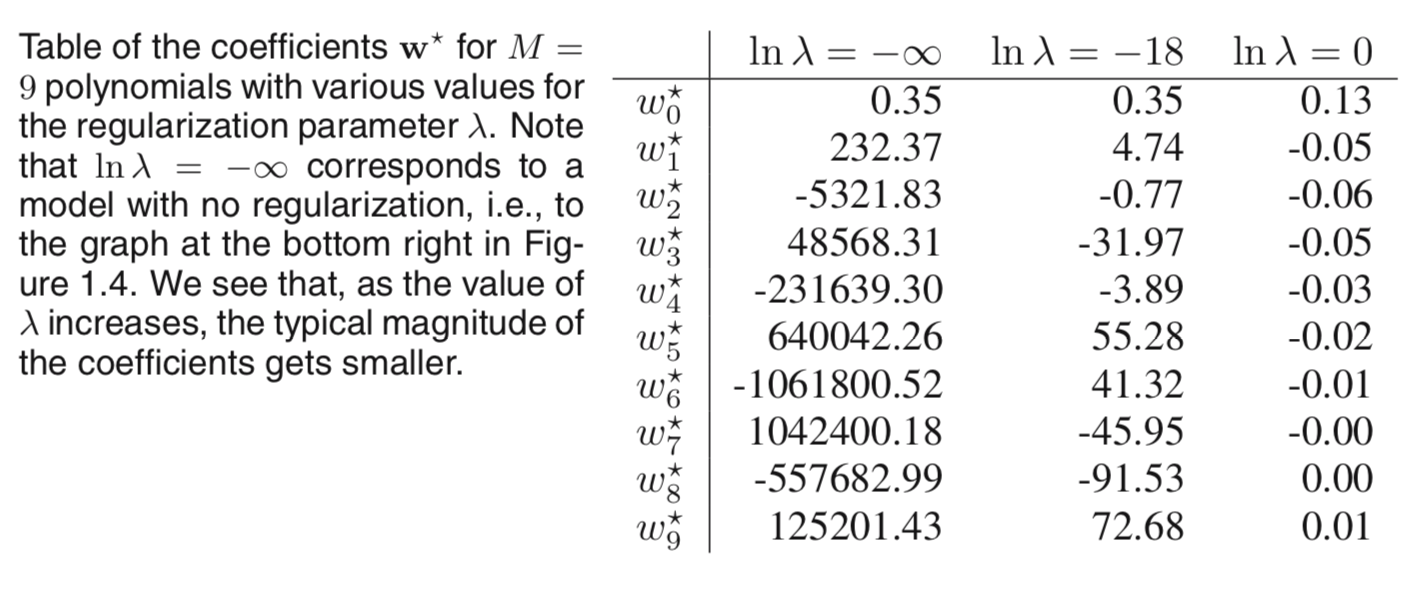 Table of the coefficients w⋆ for M =
9 polynomials with various values for
the regularization parameter λ. Note
that ln λ = −∞ corresponds to a
model with no regularization, i.e., to
the graph at the bottom right in Fig-
ure 1.4. We see that, as the value of
λ increases, the typical magnitude of
the coefficients gets smaller.
ln λ = −∞ ln λ = −18 ln λ = 0
w⋆0 0.35 0.35 0.13
w⋆1 232.37 4.74 -0.05
w⋆2 -5321.83 -0.77 -0.06
w⋆3 48568.31 -31.97 -0.05
w⋆4 -231639.30 -3.89 -0.03
w⋆5 640042.26 55.28 -0.02
w⋆6 -1061800.52 41.32 -0.01
w⋆7 1042400.18 -45.95 -0.00
w⋆8 -557682.99 -91.53 0.00
w⋆9 125201.43 72.68 0.01